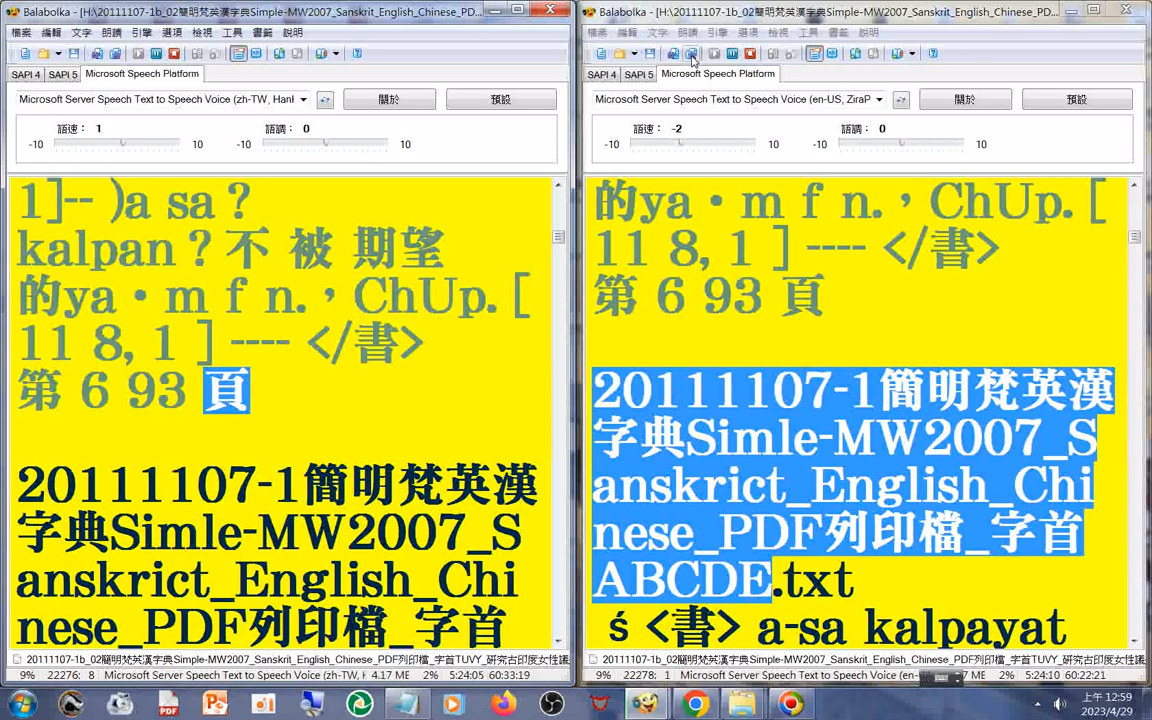 Balabolka - [H:\20111107-1b_02簡明梵英漢字典Simple-MW2007_Sanskrit_English_Chinese_PD...
檔案 編輯 文字 朗讀 引擎 選項 檢視 工具 書籤 說明
SAPI 4 SAPI 5 Microsoft Speech Platform
Microsoft Server Speech Text to Speech Voice (zh-TW, Han 關於 預設
語速： 1 語調： 0
-10 10 -10 10
1]-- )a sa？
kalpan？不 被 期望
的ya·m f n.，ChUp. [
11 8, 1 ] ---- </書>
第 6 93 頁
20111107-1簡明梵英漢
字典Simle-MW2007_S
anskrict_English_Chi
nese_PDF列印檔_字首
20111107-1b_02簡明梵英漢字典Simple-MW2007_Sanskrit_English_Chinese_PDF列印檔_字首TUVY_研究古印度女性議
9% 22276: 8 Microsoft Server Speech Text to Speech Voice (zh-TW, H 4.17 ME 2% 5:24:05 60:33:19
Balabolka - [H:\20111107-1b_02簡明梵英漢字典Simple-MW2007_Sanskrit_English_Chinese_PD...
檔案 編輯 文字 朗讀 引擎 選項 檢視 工具 書籤 說明
SAPI 4 SAPI 5 Microsoft Speech Platform
Microsoft Server Speech Text to Speech Voice (en-US, ZiraP 關於 預設
語速： -2 語調： 0
-10 10 -10 10
的ya·m f n.，ChUp. [
11 8, 1 ] ---- </書>
第 6 93 頁
20111107-1簡明梵英漢
字典Simle-MW2007_S
anskrict_English_Chi
nese_PDF列印檔_字首
ABCDE.txt
ś <書> a-sa kalpayat
20111107-1b_02簡明梵英漢字典Simple-MW2007_Sanskrit_English_Chinese_PDF列印檔_字首TUVY_研究古印度女性議
9% 22278: 1 Microsoft Server Speech Text to Speech 2% 5:24:10 60:22:21
上午 12:59
2023/4/29